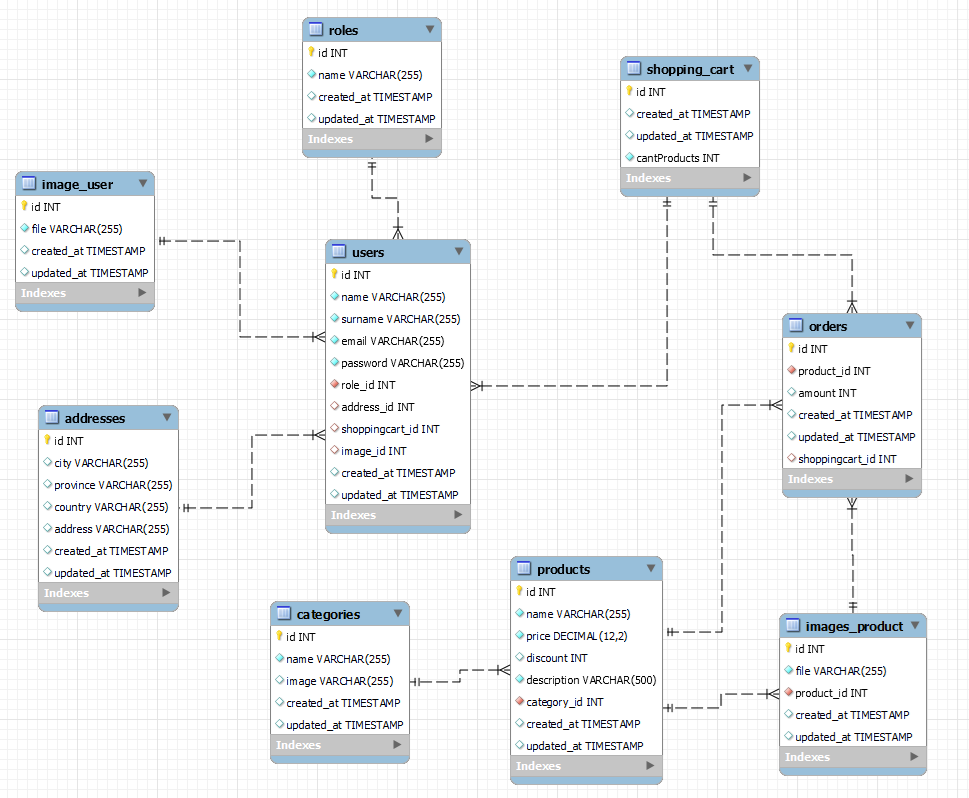 roles
id INT
name VARCHAR(255)
created_at TIMESTAMP
updated_at TIMESTAMP
Indexes
shopping_cart
id INT
created_at TIMESTAMP
updated_at TIMESTAMP
cantProducts INT
Indexes
image_user
id INT
file VARCHAR(255)
created_at TIMESTAMP
updated_at TIMESTAMP
Indexes
users
id INT
name VARCHAR(255)
surname VARCHAR(255)
email VARCHAR(255)
password VARCHAR(255)
role_id INT
address_id INT
shoppingcart_id INT
image_id INT
created_at TIMESTAMP
updated_at TIMESTAMP
Indexes
orders
id INT
product_id INT
amount INT
created_at TIMESTAMP
updated_at TIMESTAMP
shoppingcart_id INT
Indexes
addresses
id INT
city VARCHAR(255)
province VARCHAR(255)
country VARCHAR(255)
address VARCHAR(255)
created_at TIMESTAMP
updated_at TIMESTAMP
Indexes
categories
id INT
name VARCHAR(255)
image VARCHAR(255)
created_at TIMESTAMP
updated_at TIMESTAMP
Indexes
products
id INT
name VARCHAR(255)
price DECIMAL(12,2)
discount INT
description VARCHAR(500)
category_id INT
created_at TIMESTAMP
updated_at TIMESTAMP
Indexes
images_product
id INT
file VARCHAR(255)
product_id INT
created_at TIMESTAMP
updated_at TIMESTAMP
Indexes